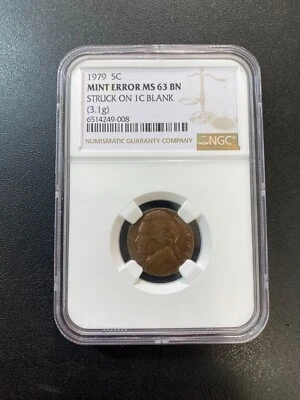 1979 5C
MINT ERROR MS 63 BN
STRUCK ON 1C BLANK
(3.1g)
6514249-008
NUMISMATIC GUARANTY COMPANY
NGC